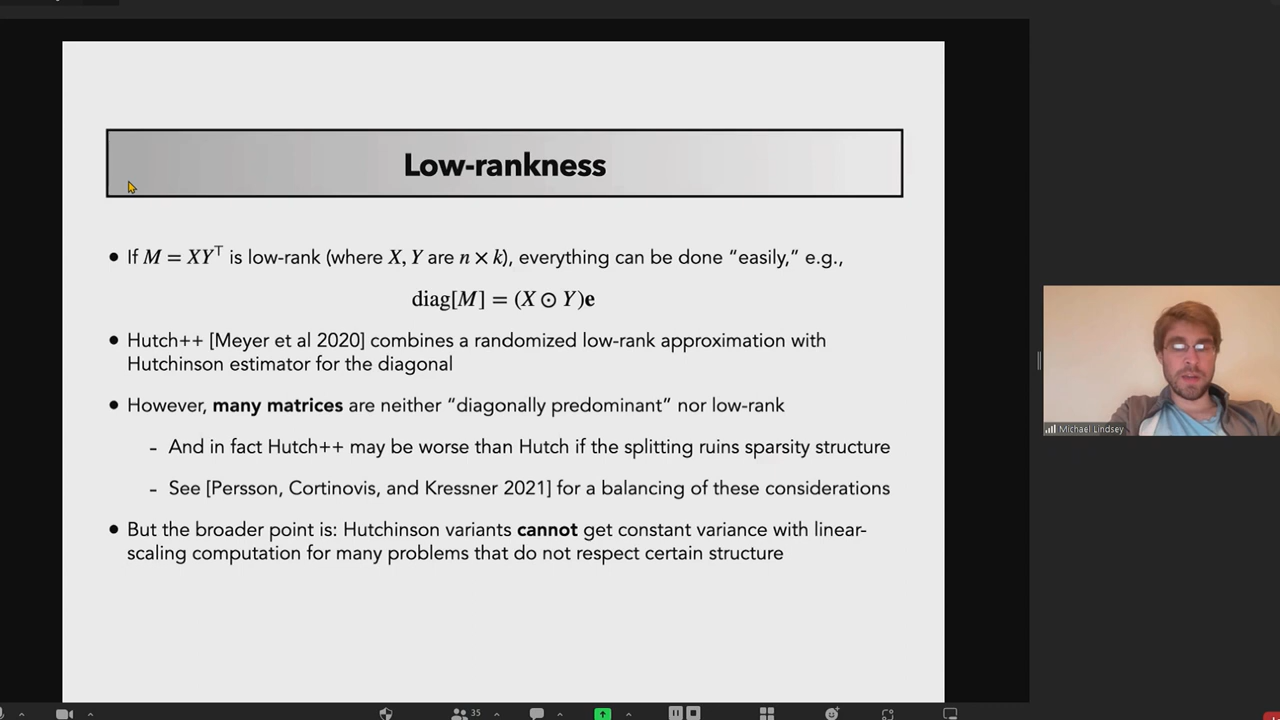 Low-rankness
• If M = XY⊤ is low-rank (where X, Y are n × k), everything can be done “easily,” e.g.,
diag[M] = (X ⊙ Y)e
• Hutch++ [Meyer et al 2020] combines a randomized low-rank approximation with
Hutchinson estimator for the diagonal
• However, many matrices are neither “diagonally predominant” nor low-rank
- And in fact Hutch++ may be worse than Hutch if the splitting ruins sparsity structure
- See [Persson, Cortinovis, and Kressner 2021] for a balancing of these considerations
• But the broader point is: Hutchinson variants cannot get constant variance with linear-
scaling computation for many problems that do not respect certain structure
Michael Lindsey
35